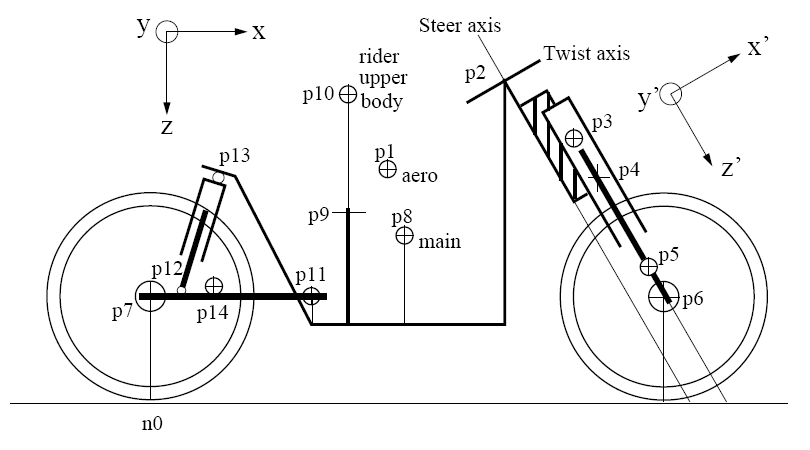 Steer axis
y
x
z
rider
upper
body
p10
p2
Twist axis
x’
y’
z’
p3
p4
p13
p1
aero
p9
p8
main
p12
p11
p5
p7
p14
p6
n0